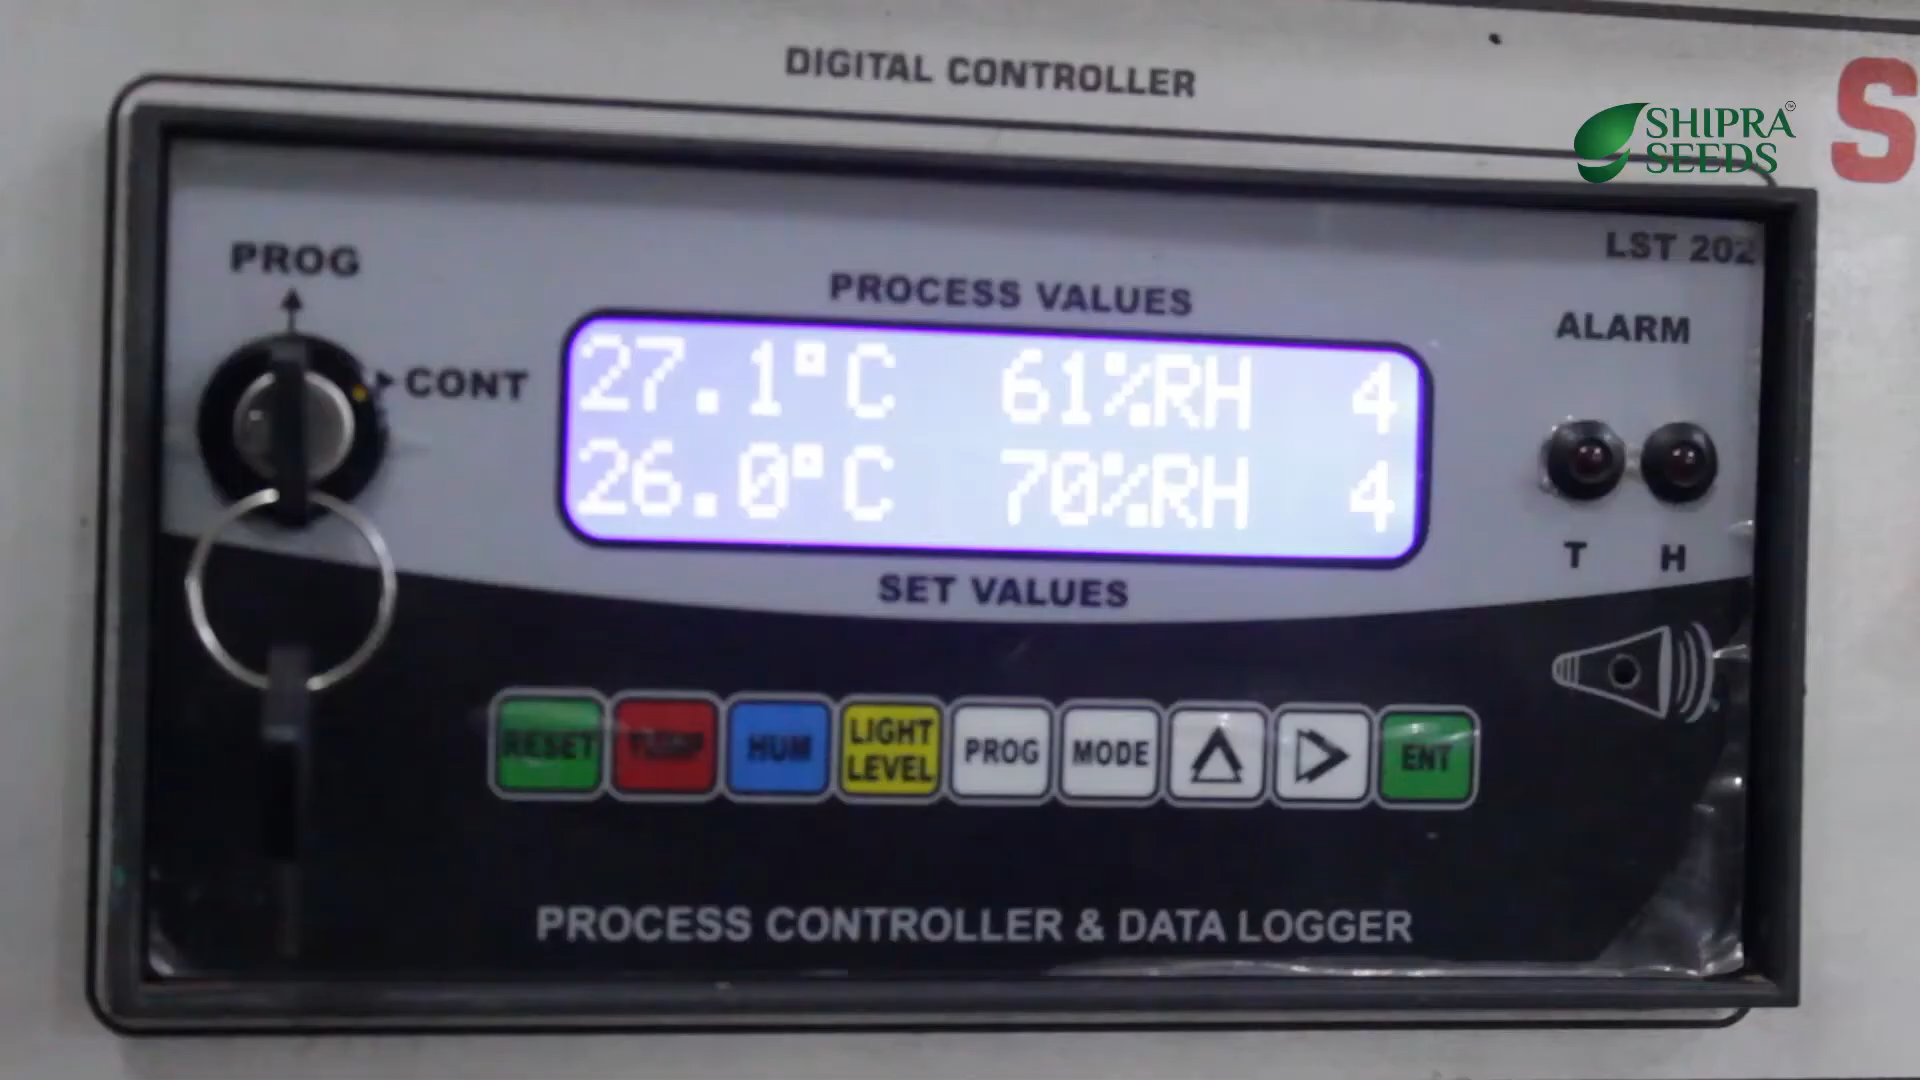 DIGITAL CONTROLLER
S
SHIPRA™
SEEDS
LST 202
PROG
CONT
PROCESS VALUES
ALARM
27.1°C 61%RH 4
26.0°C 70%RH 4
T H
SET VALUES
RESET TEMP HUM LIGHT LEVEL PROG MODE ENT
PROCESS CONTROLLER & DATA LOGGER